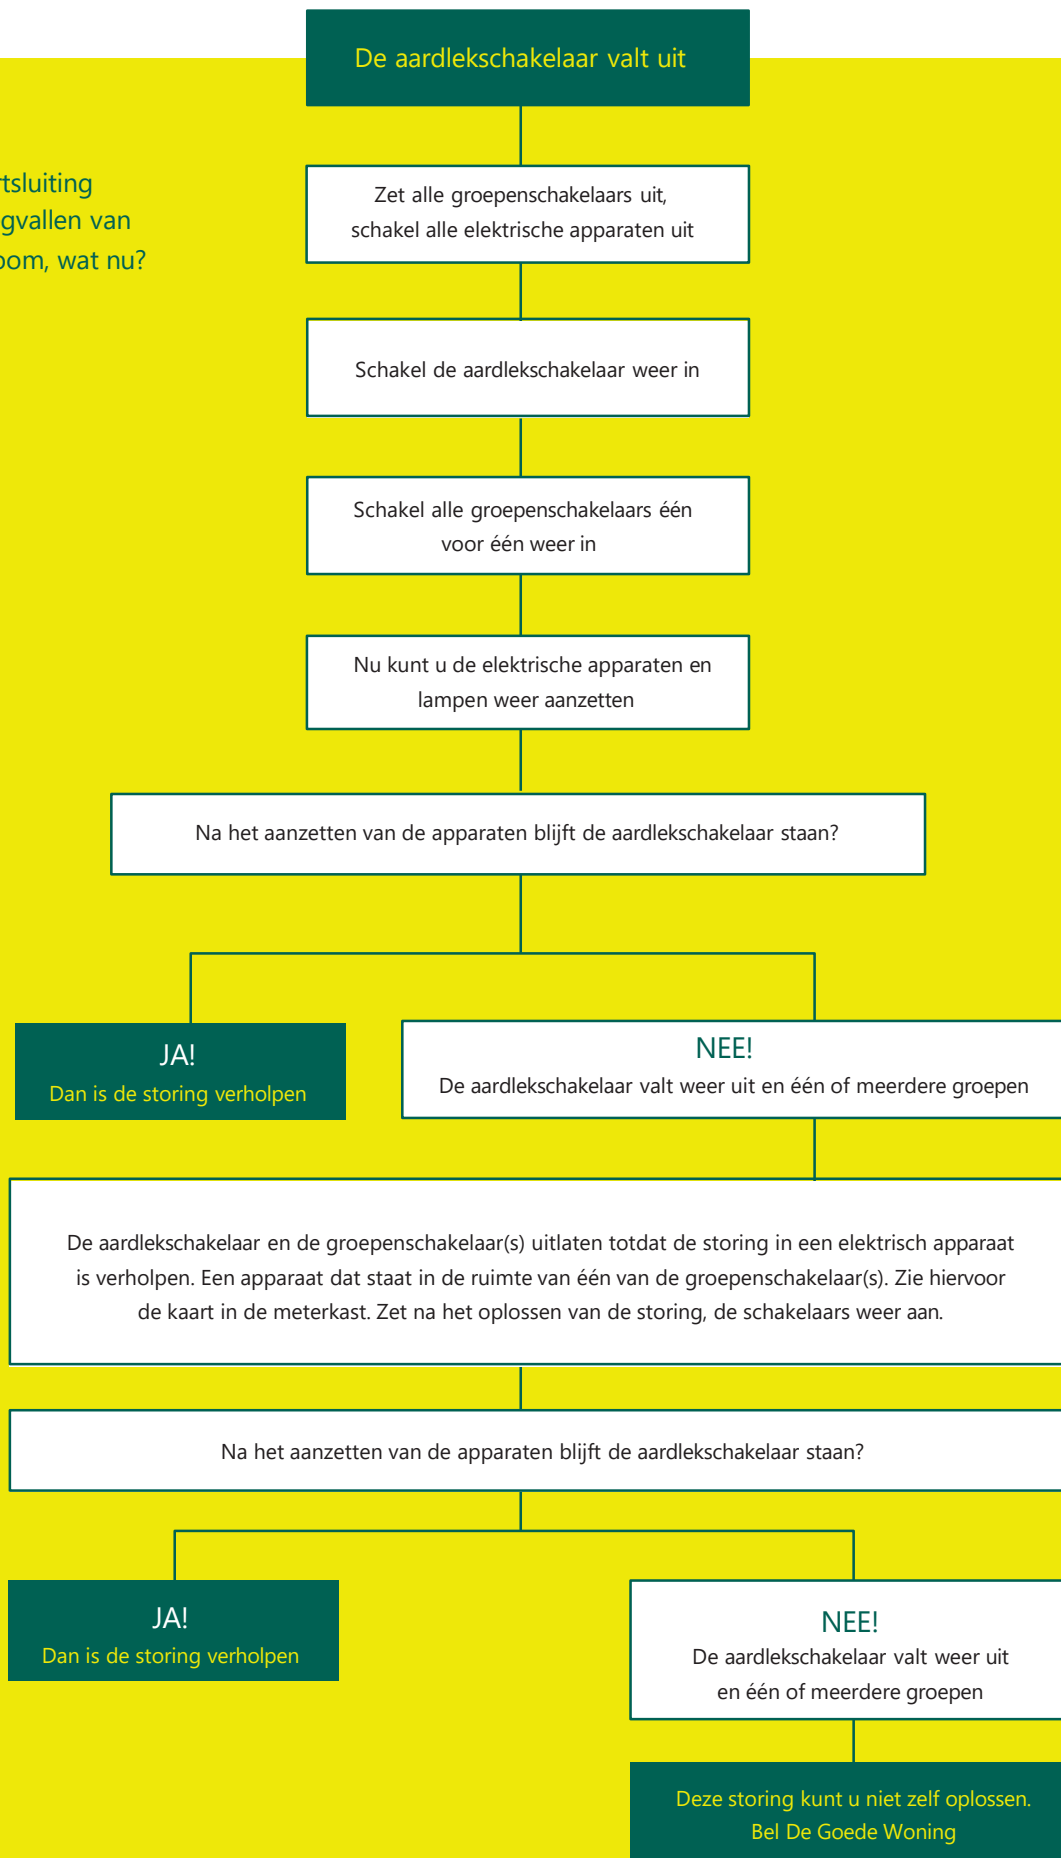 De aardlekschakelaar valt uit
rtsluiting
gvallen van
oom, wat nu?
Zet alle groepenschakelaars uit,
schakel alle elektrische apparaten uit
Schakel de aardlekschakelaar weer in
Schakel alle groepenschakelaars één
voor één weer in
Nu kunt u de elektrische apparaten en
lampen weer aanzetten
Na het aanzetten van de apparaten blijft de aardlekschakelaar staan?
JA!
Dan is de storing verholpen
NEE!
De aardlekschakelaar valt weer uit en één of meerdere groepen
De aardlekschakelaar en de groepenschakelaar(s) uitlaten totdat de storing in een elektrisch apparaat
is verholpen. Een apparaat dat staat in de ruimte van één van de groepenschakelaar(s). Zie hiervoor
de kaart in de meterkast. Zet na het oplossen van de storing, de schakelaars weer aan.
Na het aanzetten van de apparaten blijft de aardlekschakelaar staan?
JA!
Dan is de storing verholpen
NEE!
De aardlekschakelaar valt weer uit
en één of meerdere groepen
Deze storing kunt u niet zelf oplossen.
Bel De Goede Woning